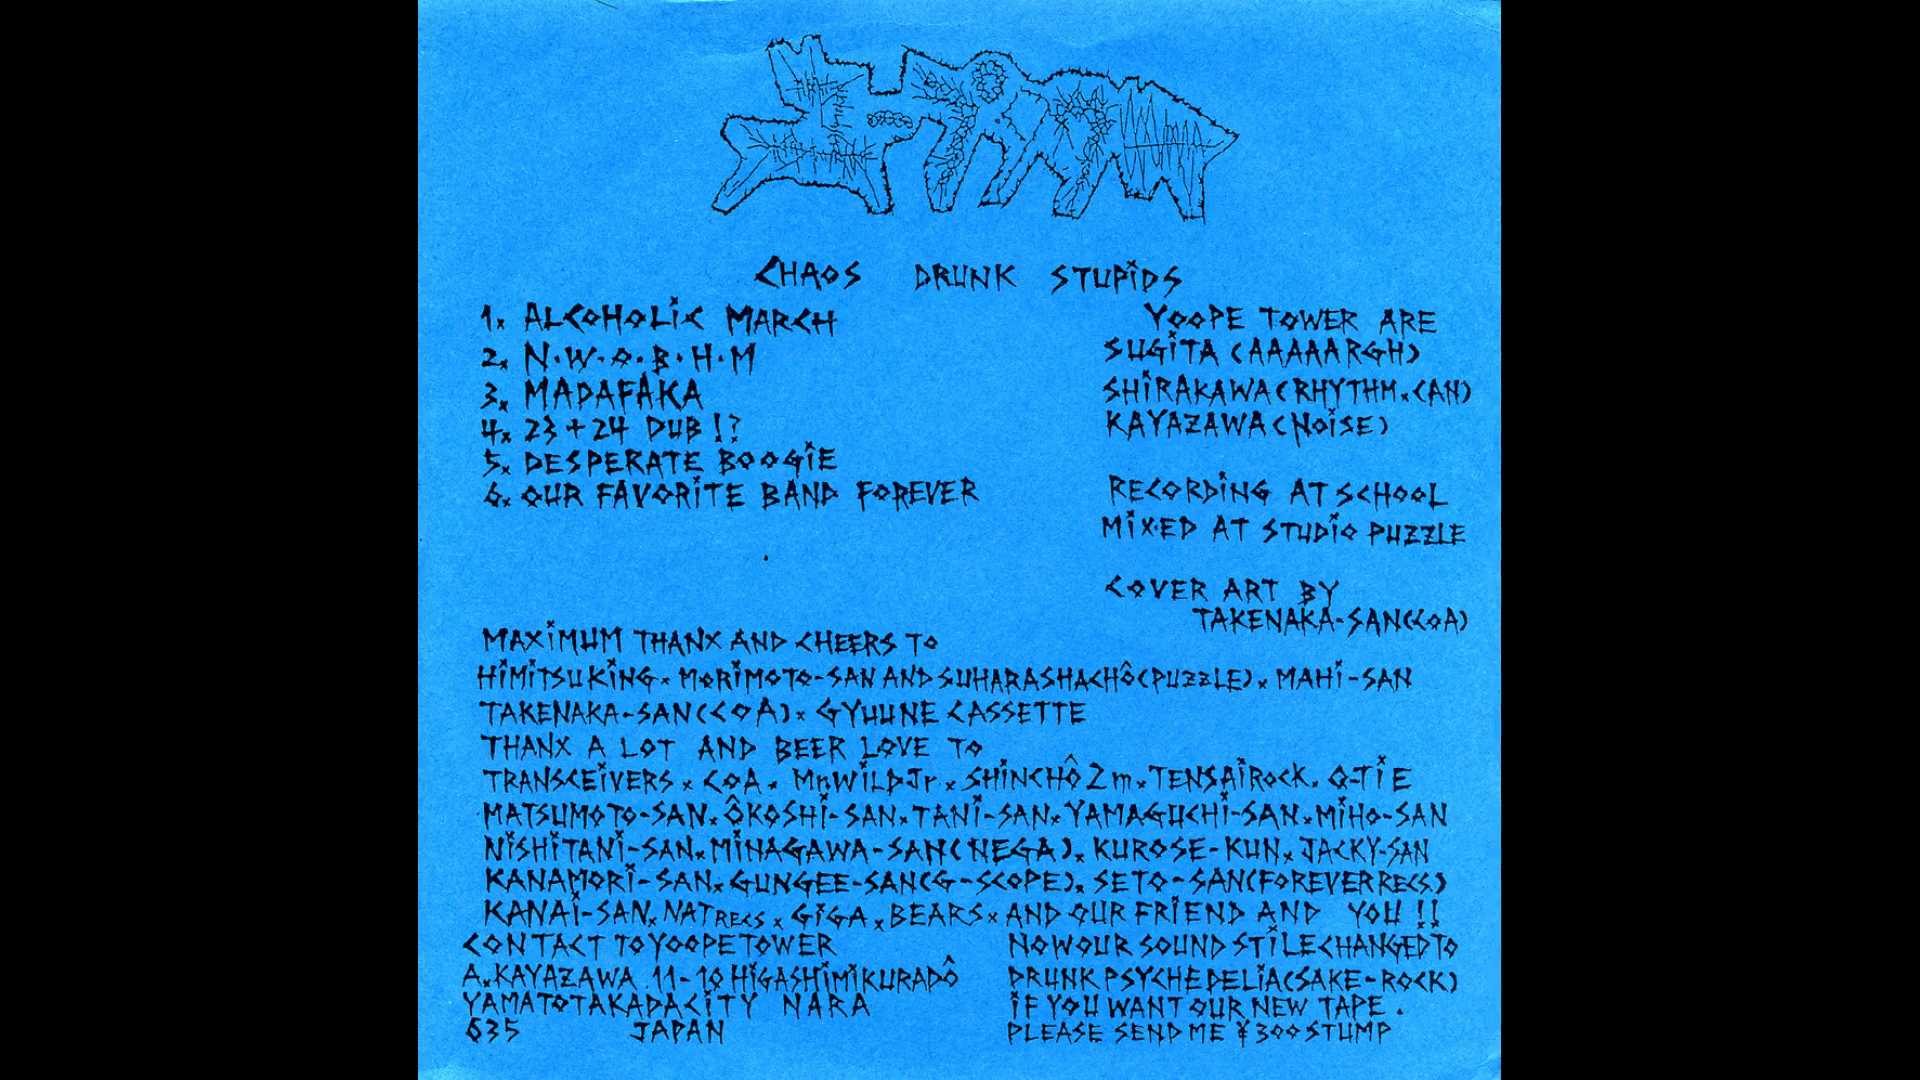 CHAOS DRUNK STUPIDS
1. ALCOHOLIC MARCH
2. N·W·O·B·H·M
3. MADAFAKA
4. 23+24 DUB!?
5. DESPERATE BOOGIE
6. OUR FAVORITE BAND FOREVER
YOOPE TOWER ARE
SUGITA (AAAAARGH)
SHIRAKAWA (RHYTHM.CAN)
KAYAZAWA (NOISE)
RECORDING AT SCHOOL
MIXED AT STUDIO PUZZLE
COVER ART BY
TAKENAKA-SAN(COA)
MAXIMUM THANX AND CHEERS TO
HIMITSU KING × MORIMOTO-SAN AND SUHARASHACHÔ(PUZZLE) × MAHI-SAN
TAKENAKA-SAN(COA) × GYUUNE CASSETTE
THANX A LOT AND BEER LOVE TO
TRANSCEIVERS × COA × Mr.WILD Jr. × SHINCHÔ 2m × TENSAI ROCK. Q-TIE
MATSUMOTO-SAN × ÔKOSHI-SAN × TANI-SAN × YAMAGUCHI-SAN × MIHO-SAN
NISHITANI-SAN × MINAGAWA-SAN(NEGA) × KUROSE-KUN × JACKY-SAN
KANAMORI-SAN × GUNGEE-SAN(G-SCOPE) × SETO-SAN(FOREVER RECS.)
KANAI-SAN × NAT RECS × GIGA × BEARS × AND OUR FRIEND AND YOU!!
CONTACT TO YOOPE TOWER
A. KAYAZAWA. 11-10 HIGASHIMIKURADÔ
YAMATOTAKADA CITY NARA
635 JAPAN
NOW OUR SOUND STILE CHANGED TO
DRUNK PSYCHEDELIA(SAKE-ROCK)
IF YOU WANT OUR NEW TAPE.
PLEASE SEND ME ¥300 STUMP